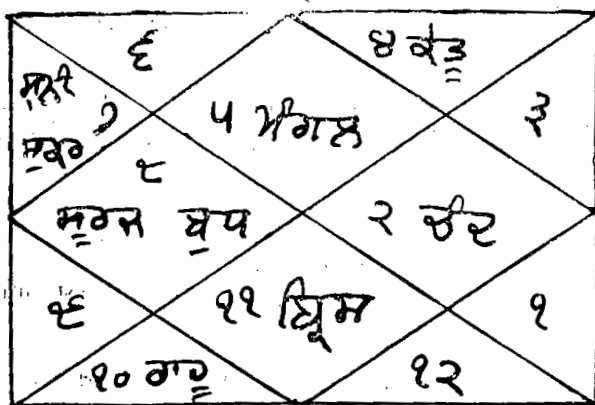 ੬
੪ ਕੇਤੂ
ਸ਼ਨੀ ੭
ਸ਼ੁਕਰ
੫ ਮੰਗਲ
੩
੮
ਸੂਰਜ ਬੁਧ
੨ ਚੰਦ
੯
੧੧ ਬ੍ਰਿਸ
੧
੧੦ ਰਾਹੂ
੧੨